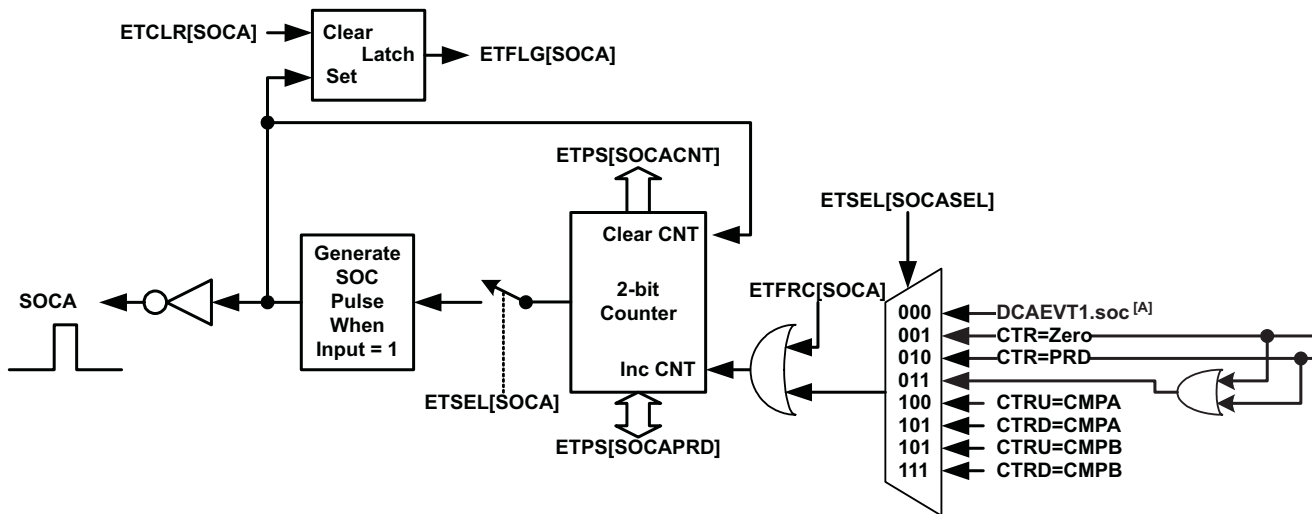 ETCLR[SOCA]
Clear
Latch
Set
ETFLG[SOCA]
ETPS[SOCACNT]
ETSEL[SOCASEL]
Clear CNT
2-bit
Counter
Inc CNT
Generate
SOC
Pulse
When
Input = 1
SOCA
ETSEL[SOCA]
ETPS[SOCAPRD]
ETFRC[SOCA]
000 DCAEVT1.soc [A]
001 CTR=Zero
010 CTR=PRD
011
100 CTRU=CMPA
101 CTRD=CMPA
101 CTRU=CMPB
111 CTRD=CMPB